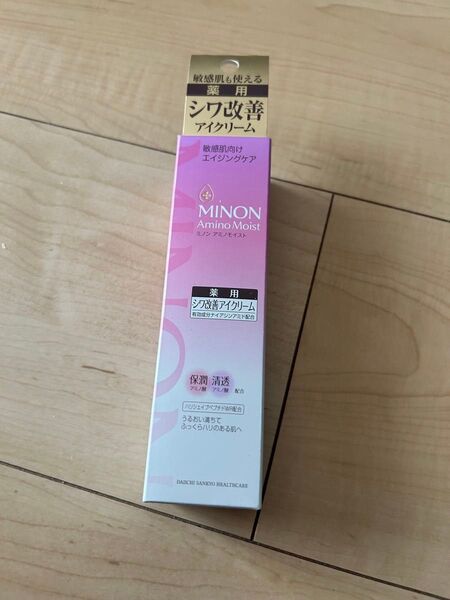 敏感肌も使える
薬用
シワ改善
アイクリーム
敏感肌向け
エイジングケア
MINON
Amino Moist
ミノン アミノモイスト
薬用
シワ改善アイクリーム
有効成分ナイアシンアミド配合
保潤 清透
アミノ酸 アミノ酸 配合
うるおい満ちて
ふっくらハリのある肌へ
DAIICHI SANKYO HEALTHCARE
MINON